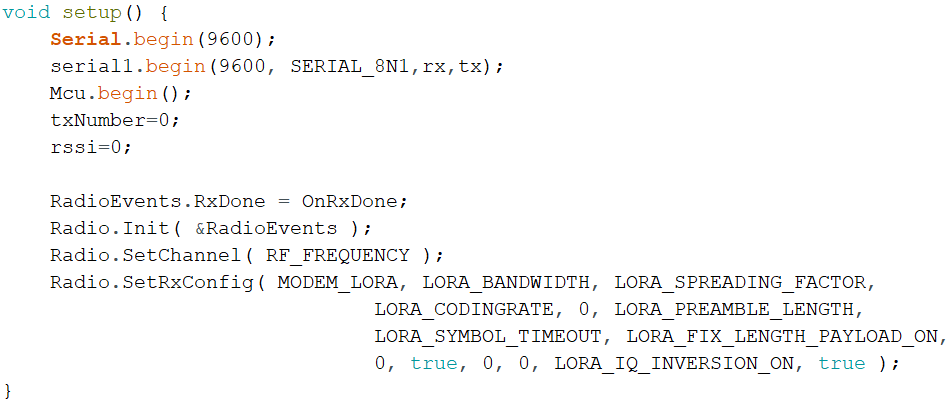 void setup() {
    Serial.begin(9600);
    serial1.begin(9600, SERIAL_8N1,rx,tx);
    Mcu.begin();
    txNumber=0;
    rssi=0;

    RadioEvents.RxDone = OnRxDone;
    Radio.Init( &RadioEvents );
    Radio.SetChannel( RF_FREQUENCY );
    Radio.SetRxConfig( MODEM_LORA, LORA_BANDWIDTH, LORA_SPREADING_FACTOR,
                               LORA_CODINGRATE, 0, LORA_PREAMBLE_LENGTH,
                               LORA_SYMBOL_TIMEOUT, LORA_FIX_LENGTH_PAYLOAD_ON,
                               0, true, 0, 0, LORA_IQ_INVERSION_ON, true );
}